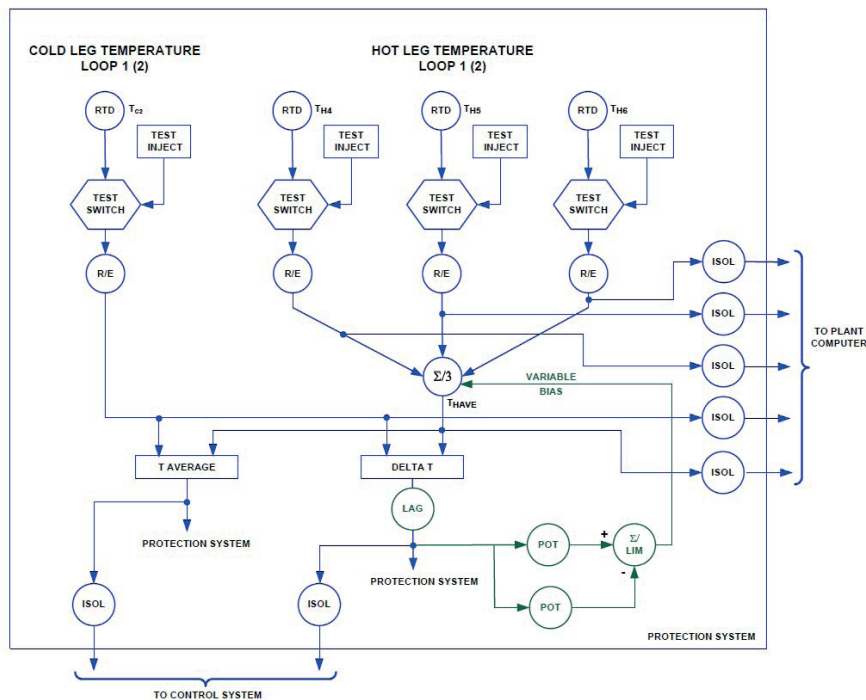 COLD LEG TEMPERATURE
LOOP 1 (2)
HOT LEG TEMPERATURE
LOOP 1 (2)
RTD
TC2
RTD
TH4
RTD
TH5
RTD
TH6
TEST
INJECT
TEST
INJECT
TEST
INJECT
TEST
INJECT
TEST
SWITCH
TEST
SWITCH
TEST
SWITCH
TEST
SWITCH
R/E
R/E
R/E
R/E
ISOL
ISOL
ISOL
ISOL
ISOL
TO PLANT
COMPUTER
Σ/3
VARIABLE
BIAS
THAVE
T AVERAGE
DELTA T
LAG
PROTECTION SYSTEM
PROTECTION SYSTEM
POT
+
Σ/
LIM
-
POT
ISOL
ISOL
PROTECTION SYSTEM
TO CONTROL SYSTEM